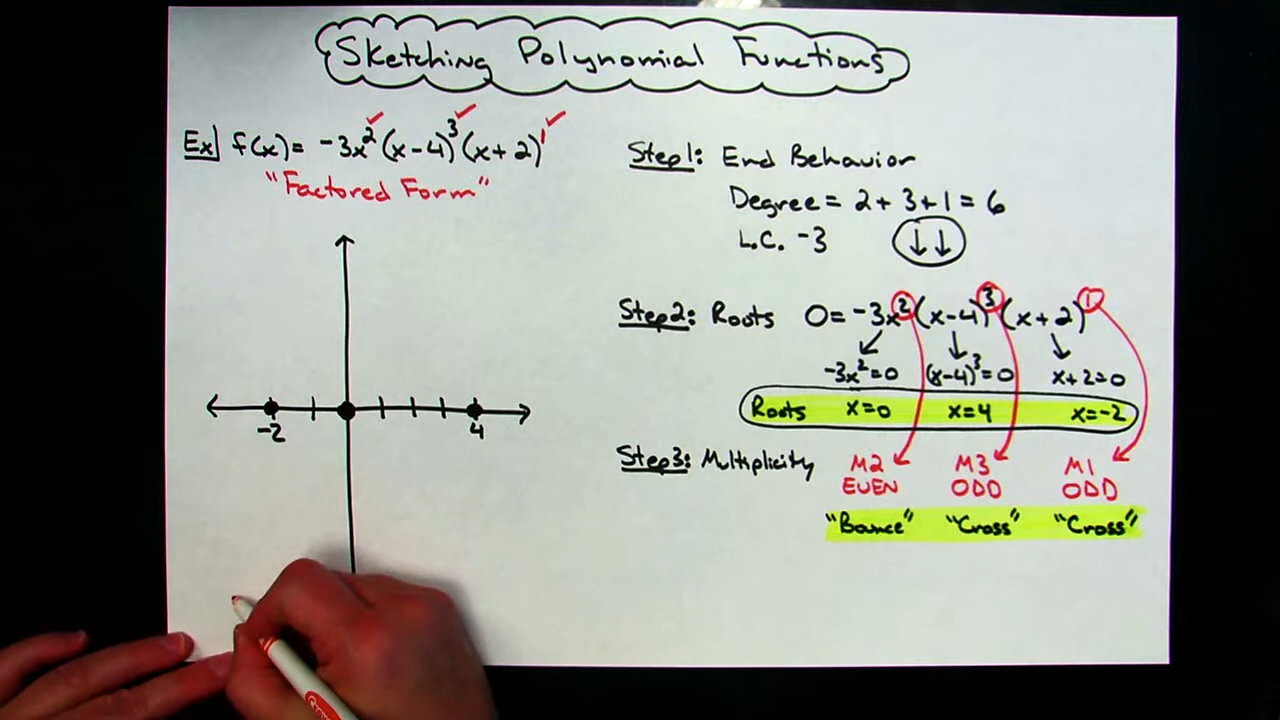 Sketching Polynomial Functions
Ex] f(x) = -3x²(x-4)³(x+2)¹
"Factored Form"
-2
4
Step1: End Behavior
Degree = 2+3+1 = 6
L.C. -3 ↓↓
Step2: Roots 0 = -3x²(x-4)³(x+2)¹
-3x²=0 (x-4)³=0 x+2=0
Roots x=0 x=4 x=-2
Step3: Multiplicity M2 M3 M1
EVEN ODD ODD
"Bounce" "Cross" "Cross"